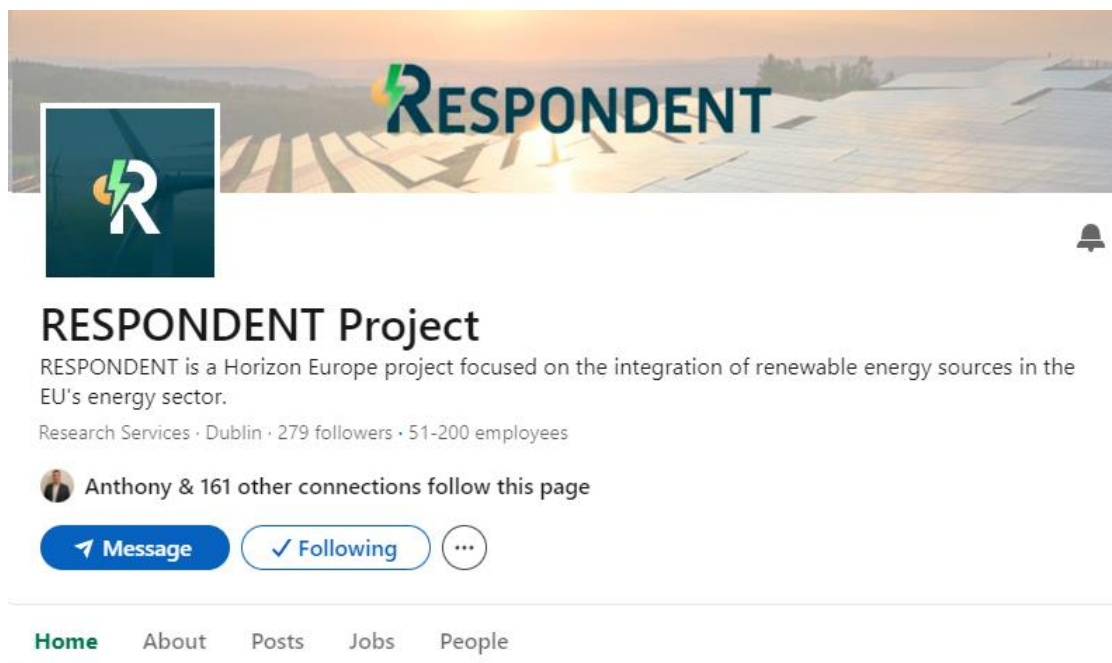 RESPONDENT
R
RESPONDENT Project
RESPONDENT is a Horizon Europe project focused on the integration of renewable energy sources in the
EU's energy sector.
Research Services · Dublin · 279 followers · 51-200 employees
Anthony & 161 other connections follow this page
Message Following ...
Home About Posts Jobs People